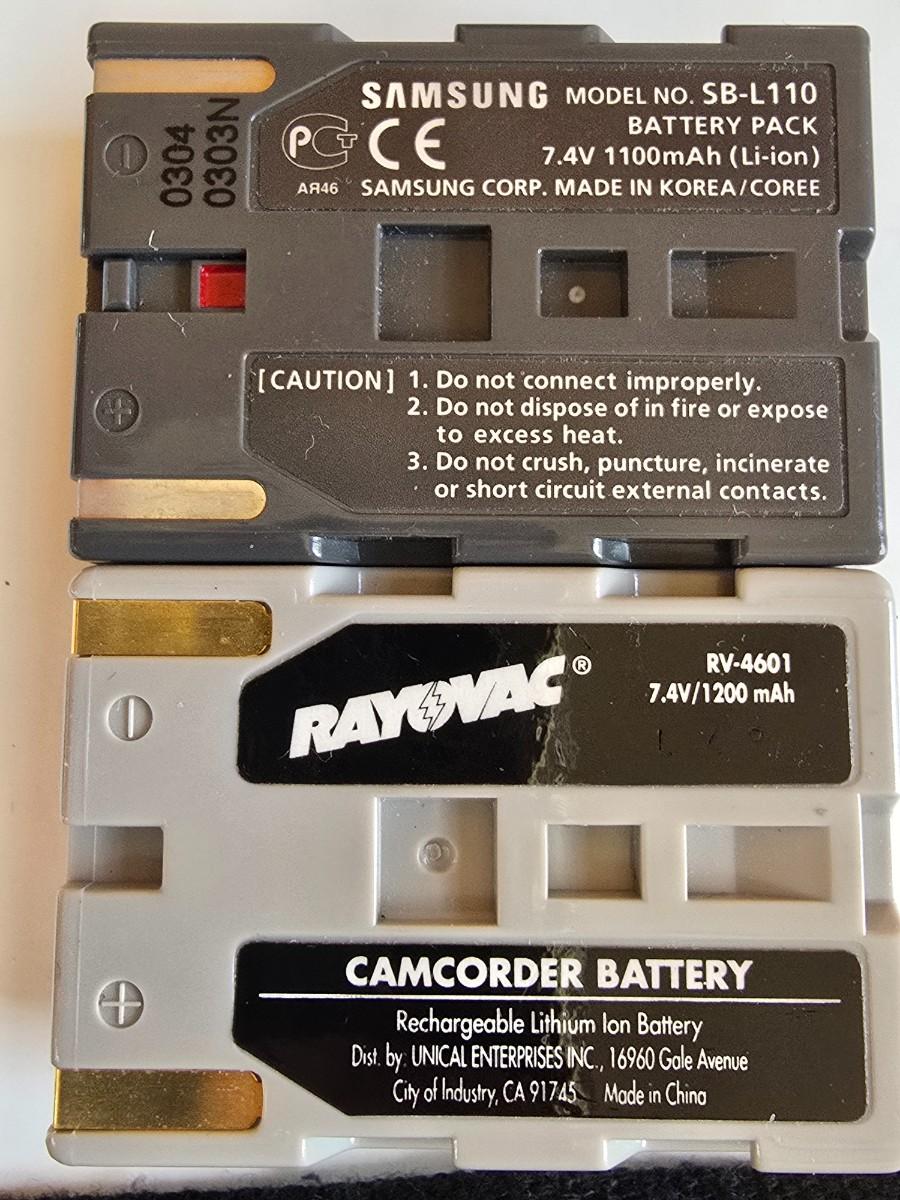 SAMSUNG MODEL NO. SB-L110
BATTERY PACK
7.4V 1100mAh (Li-ion)
PCT CE
AЯ46 SAMSUNG CORP. MADE IN KOREA/COREE
0304
0303N
[CAUTION] 1. Do not connect improperly.
2. Do not dispose of in fire or expose
to excess heat.
3. Do not crush, puncture, incinerate
or short circuit external contacts.
RAYOVAC®
RV-4601
7.4V/1200 mAh
CAMCORDER BATTERY
Rechargeable Lithium Ion Battery
Dist. by: UNICAL ENTERPRISES INC., 16960 Gale Avenue
City of Industry, CA 91745 Made in China